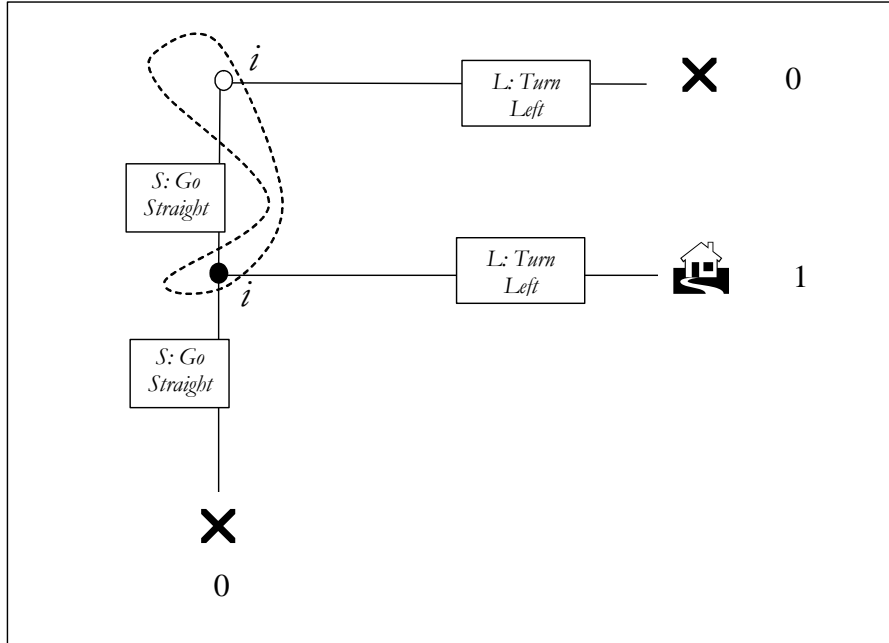 i
L: Turn
Left
0
S: Go
Straight
L: Turn
Left
1
i
S: Go
Straight
0